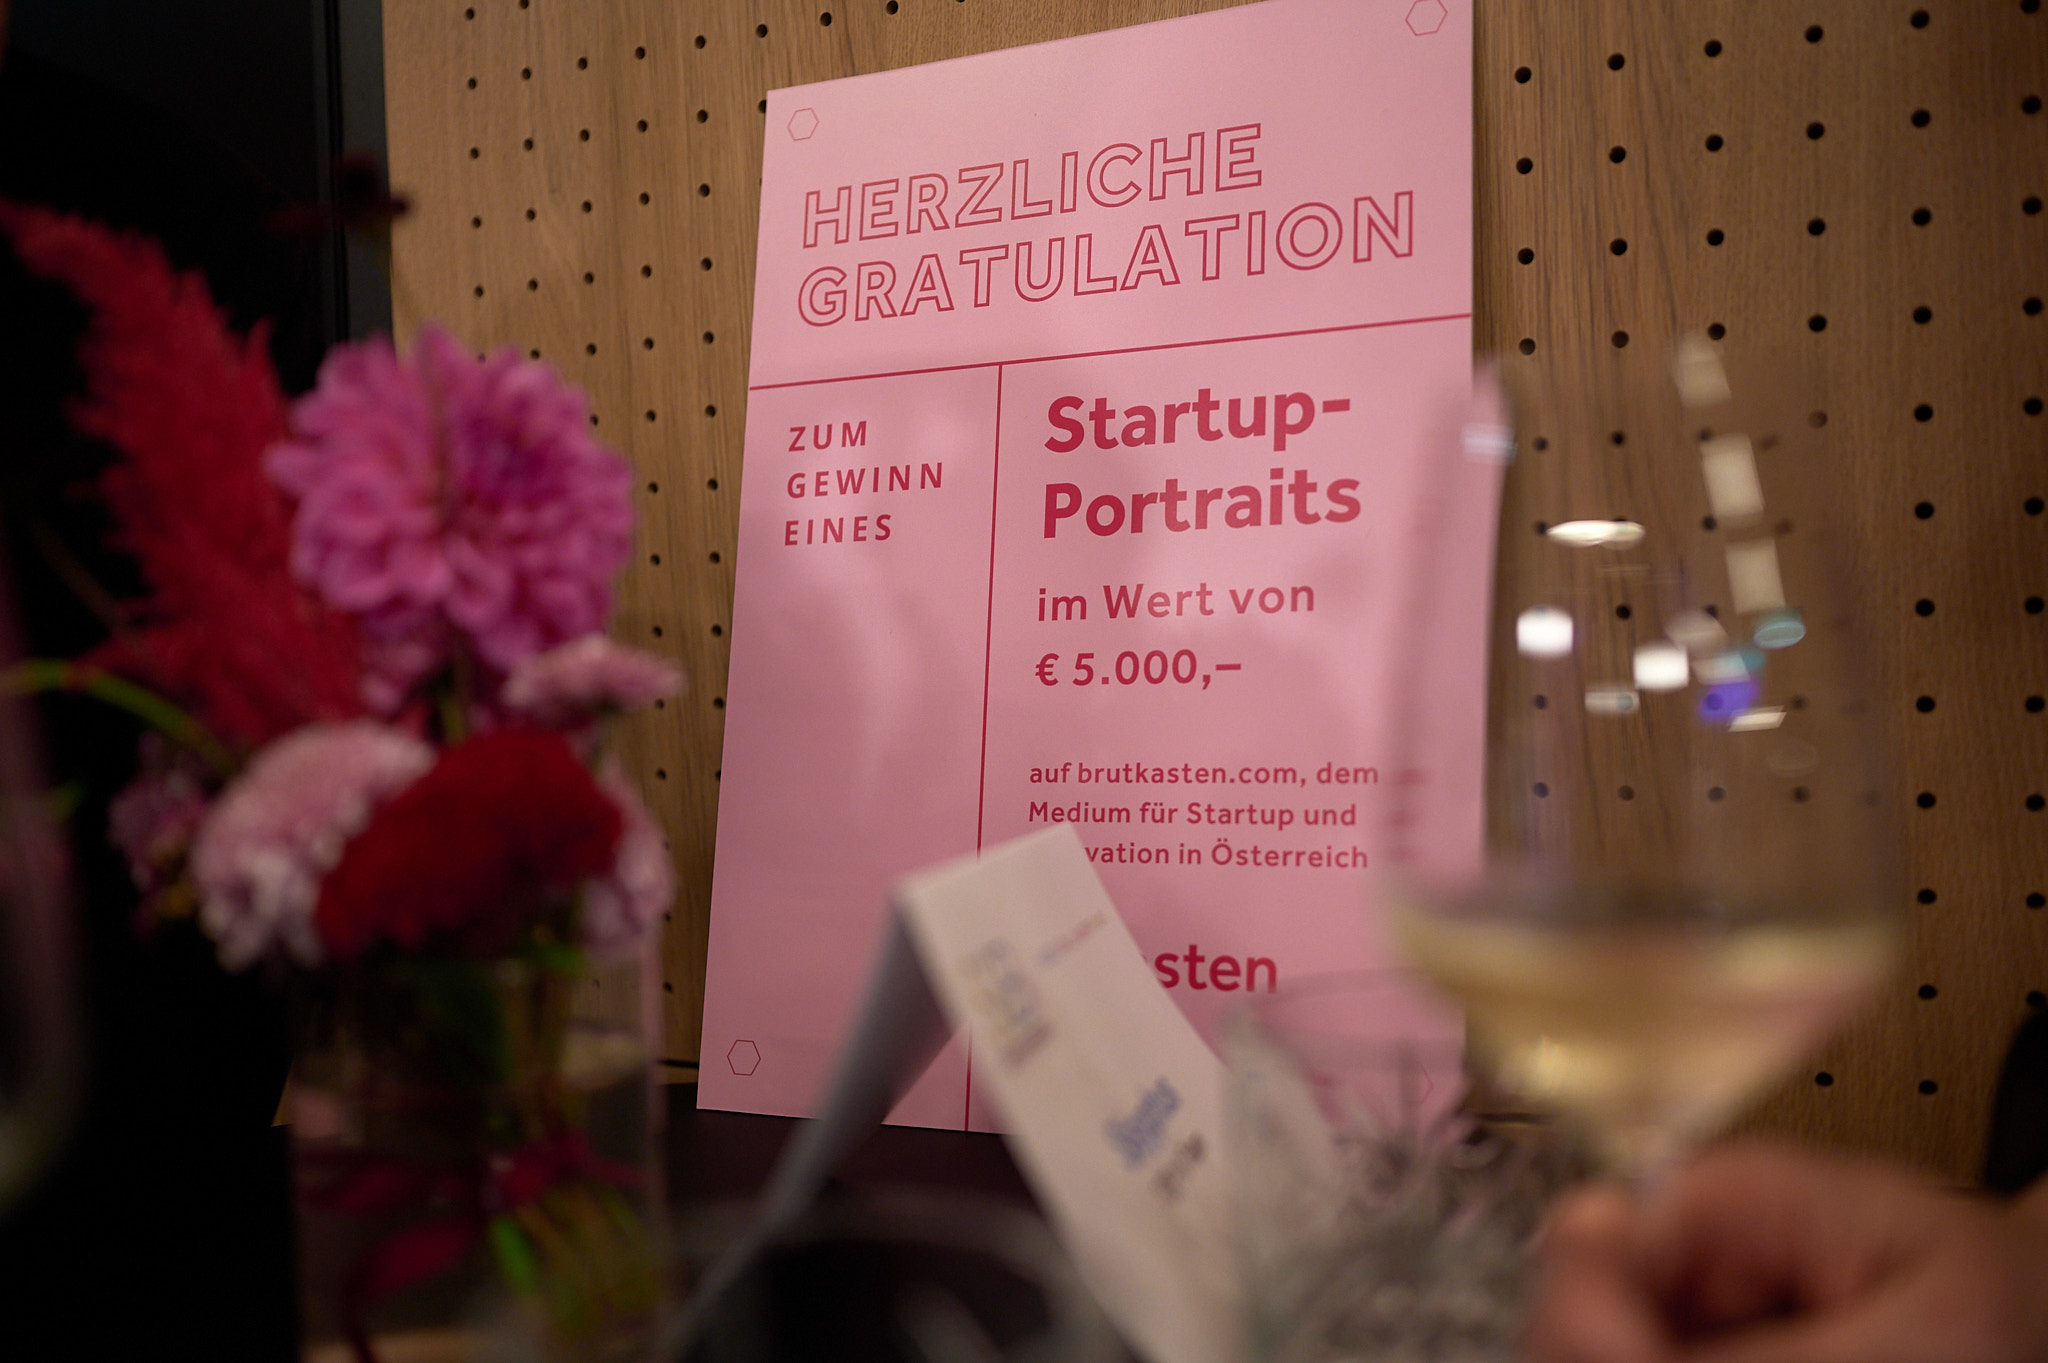 HERZLICHE
GRATULATION
ZUM
GEWINN
EINES
Startup-
Portraits
im Wert von
€ 5.000,–
auf brutkasten.com, dem
Medium für Startup und
vation in Österreich
sten